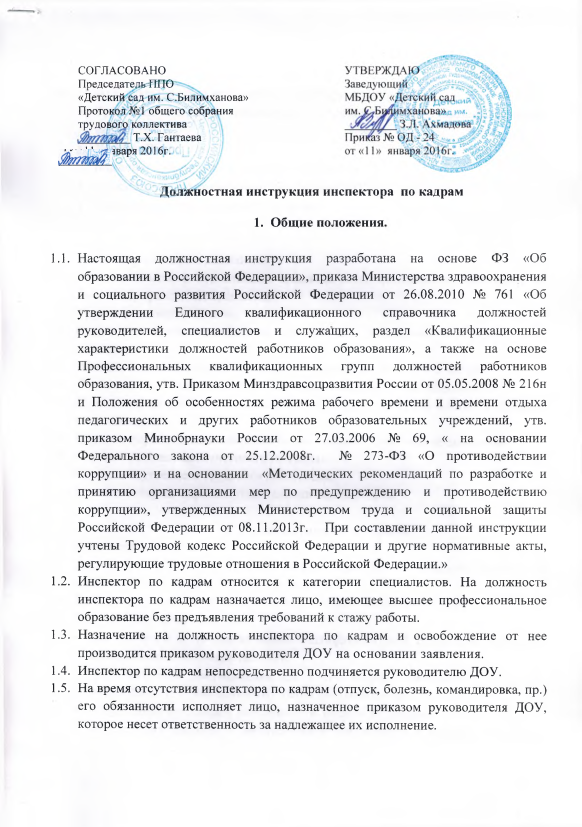 СОГЛАСОВАНО
Председатель ППО
«Детский сад им. С.Билимханова»
Протокол №1 общего собрания
трудового коллектива
Т.Х. Гантаева
января 2016г.
УТВЕРЖДАЮ
Заведующий
МБДОУ «Детский сад
им. С.Билимханова»
З.Л. Ахмадова
Приказ № ОД - 24
от «11» января 2016г.
Должностная инструкция инспектора по кадрам
1. Общие положения.
1.1. Настоящая должностная инструкция разработана на основе ФЗ «Об
образовании в Российской Федерации», приказа Министерства здравоохранения
и социального развития Российской Федерации от 26.08.2010 № 761 «Об
утверждении Единого квалификационного справочника должностей
руководителей, специалистов и служащих, раздел «Квалификационные
характеристики должностей работников образования», а также на основе
Профессиональных квалификационных групп должностей работников
образования, утв. Приказом Минздравсоцразвития России от 05.05.2008 № 216н
и Положения об особенностях режима рабочего времени и времени отдыха
педагогических и других работников образовательных учреждений, утв.
приказом Минобрнауки России от 27.03.2006 № 69, « на основании
Федерального закона от 25.12.2008г. № 273-ФЗ «О противодействии
коррупции» и на основании «Методических рекомендаций по разработке и
принятию организациями мер по предупреждению и противодействию
коррупции», утвержденных Министерством труда и социальной защиты
Российской Федерации от 08.11.2013г. При составлении данной инструкции
учтены Трудовой кодекс Российской Федерации и другие нормативные акты,
регулирующие трудовые отношения в Российской Федерации.»
1.2. Инспектор по кадрам относится к категории специалистов. На должность
инспектора по кадрам назначается лицо, имеющее высшее профессиональное
образование без предъявления требований к стажу работы.
1.3. Назначение на должность инспектора по кадрам и освобождение от нее
производится приказом руководителя ДОУ на основании заявления.
1.4. Инспектор по кадрам непосредственно подчиняется руководителю ДОУ.
1.5. На время отсутствия инспектора по кадрам (отпуск, болезнь, командировка, пр.)
его обязанности исполняет лицо, назначенное приказом руководителя ДОУ,
которое несет ответственность за надлежащее их исполнение.